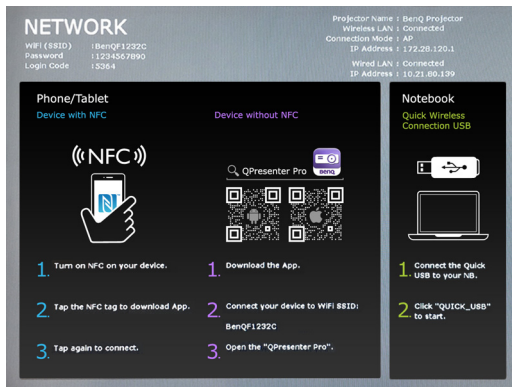 NETWORK
WiFi (SSID) : BenQF1232C
Password : 1234567890
Login Code : 5364
Projector Name : BenQ Projector
Wireless LAN : Connected
Connection Mode : AP
IP Address : 172.28.120.1
Wired LAN : Connected
IP Address : 10.21.80.139
Phone/Tablet
Device with NFC
NFC
1. Turn on NFC on your device.
2. Tap the NFC tag to download App.
3. Tap again to connect.
Device without NFC
QPresenter Pro
BENQ
1. Download the App.
2. Connect your device to WiFi SSID:
BenQF1232C
3. Open the "QPresenter Pro".
Notebook
Quick Wireless
Connection USB
1. Connect the Quick
USB to your NB.
2. Click "QUICK_USB"
to start.